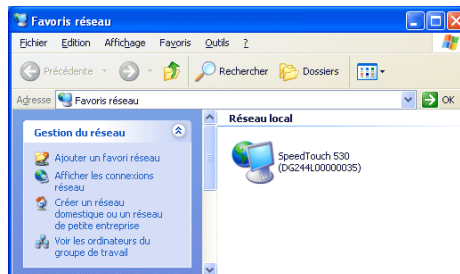 Favoris réseau
Fichier Edition Affichage Favoris Outils ?
Précédente Rechercher Dossiers
Adresse Favoris réseau OK
Gestion du réseau
Ajouter un favori réseau
Afficher les connexions
réseau
Créer un réseau
domestique ou un réseau
de petite entreprise
Voir les ordinateurs du
groupe de travail
Réseau local
SpeedTouch 530
(DG244L00000035)